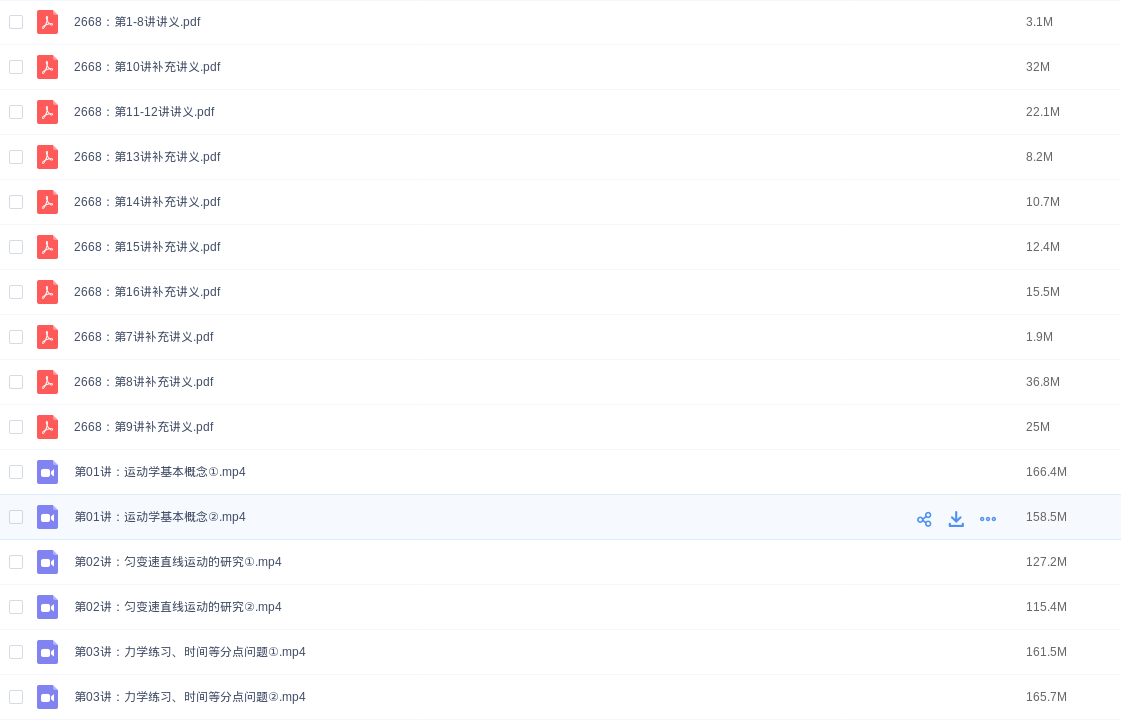 2668：第1-8讲讲义.pdf 3.1M
2668：第10讲补充讲义.pdf 32M
2668：第11-12讲讲义.pdf 22.1M
2668：第13讲补充讲义.pdf 8.2M
2668：第14讲补充讲义.pdf 10.7M
2668：第15讲补充讲义.pdf 12.4M
2668：第16讲补充讲义.pdf 15.5M
2668：第7讲补充讲义.pdf 1.9M
2668：第8讲补充讲义.pdf 36.8M
2668：第9讲补充讲义.pdf 25M
第01讲：运动学基本概念①.mp4 166.4M
第01讲：运动学基本概念②.mp4 158.5M
第02讲：匀变速直线运动的研究①.mp4 127.2M
第02讲：匀变速直线运动的研究②.mp4 115.4M
第03讲：力学练习、时间等分点问题①.mp4 161.5M
第03讲：力学练习、时间等分点问题②.mp4 165.7M